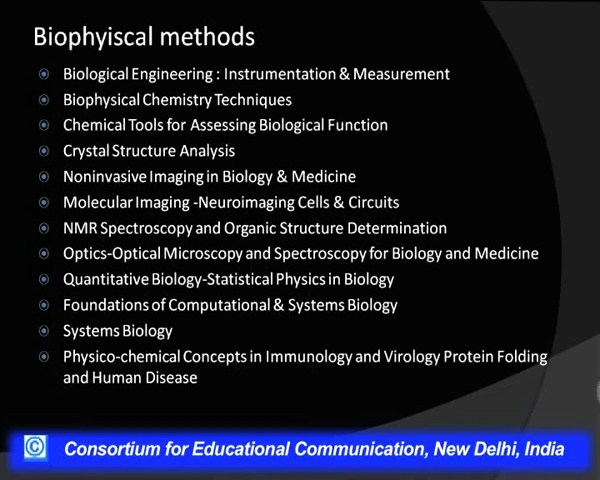 Biophyiscal methods
Biological Engineering : Instrumentation & Measurement
Biophysical Chemistry Techniques
Chemical Tools for Assessing Biological Function
Crystal Structure Analysis
Noninvasive Imaging in Biology & Medicine
Molecular Imaging -Neuroimaging Cells & Circuits
NMR Spectroscopy and Organic Structure Determination
Optics-Optical Microscopy and Spectroscopy for Biology and Medicine
Quantitative Biology-Statistical Physics in Biology
Foundations of Computational & Systems Biology
Systems Biology
Physico-chemical Concepts in Immunology and Virology Protein Folding
and Human Disease
© Consortium for Educational Communication, New Delhi, India